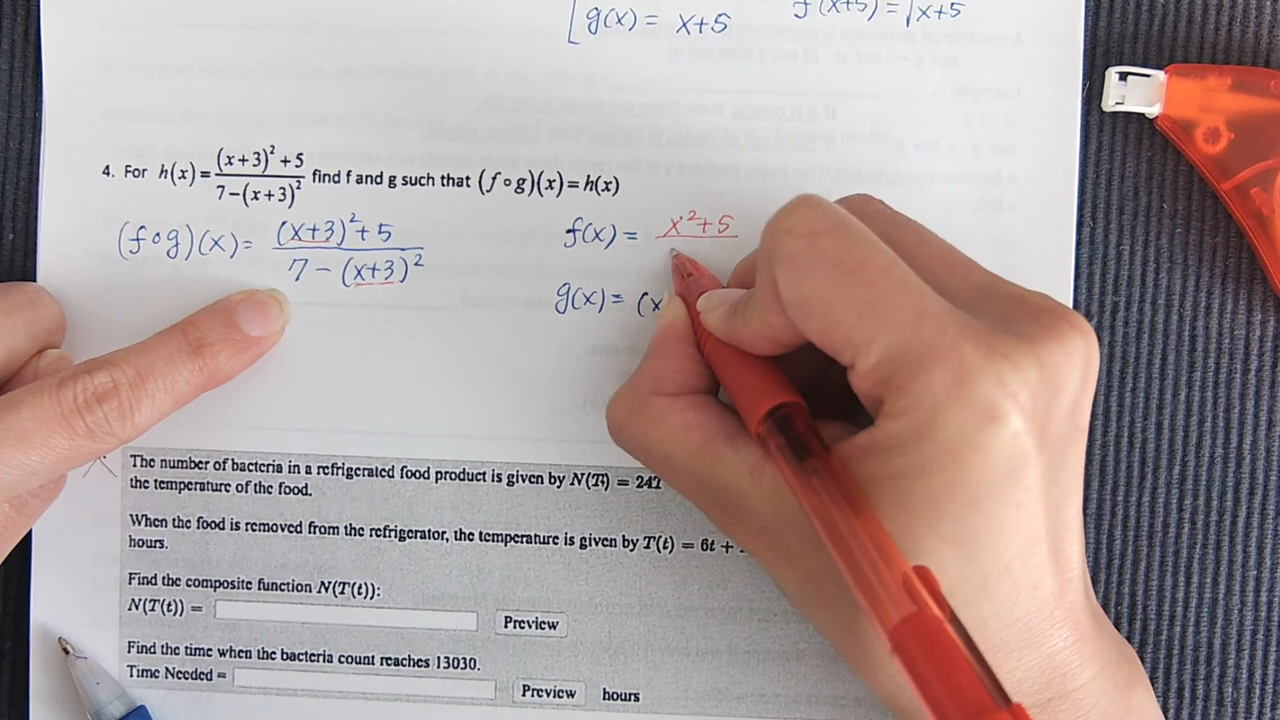 g(x) = x+5
f(x+5) = √x+5
4. For h(x) = ((x+3)²+5)/(7−(x+3)²) find f and g such that (f∘g)(x)=h(x)
(f∘g)(x) = ((x+3)²+5)/(7−(x+3)²)
f(x) = x²+5
g(x) = (x
The number of bacteria in a refrigerated food product is given by N(T) = 247
the temperature of the food.
When the food is removed from the refrigerator, the temperature is given by T(t) = 6t +
hours.
Find the composite function N(T(t)):
N(T(t)) =
Preview
Find the time when the bacteria count reaches 13030.
Time Needed =
Preview hours